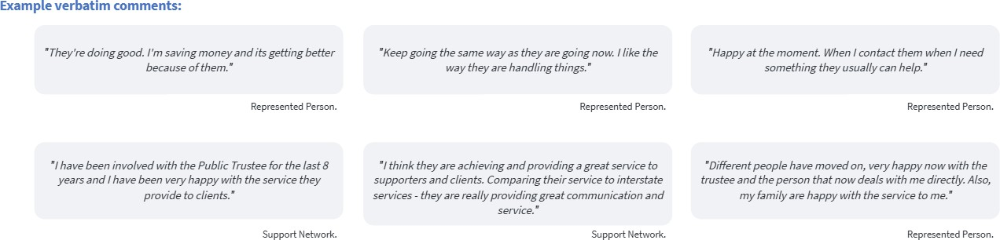 Example verbatim comments:
"They're doing good. I'm saving money and its getting better
because of them."
Represented Person.
"Keep going the same way as they are going now. I like the
way they are handling things."
Represented Person.
"Happy at the moment. When I contact them when I need
something they usually can help."
Represented Person.
"I have been involved with the Public Trustee for the last 8
years and I have been very happy with the service they
provide to clients."
Support Network.
"I think they are achieving and providing a great service to
supporters and clients. Comparing their service to interstate
services - they are really providing great communication and
service."
Support Network.
"Different people have moved on, very happy now with the
trustee and the person that now deals with me directly. Also,
my family are happy with the service to me."
Represented Person.